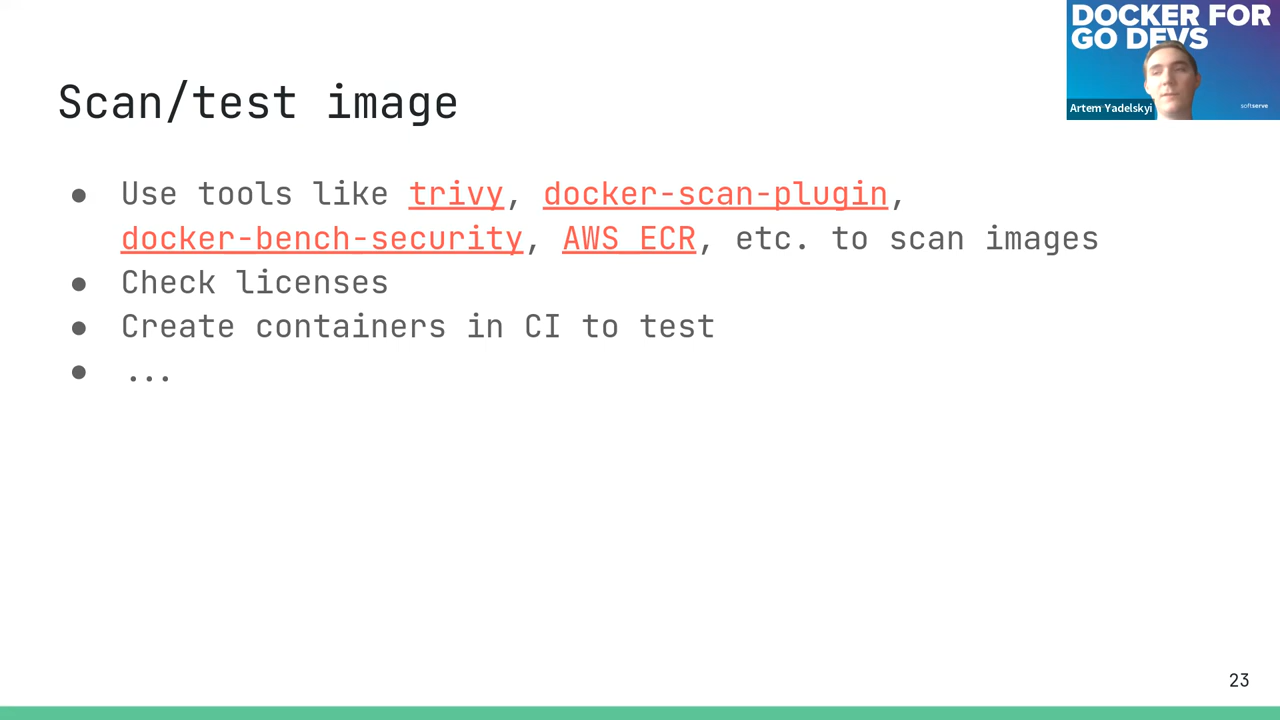 DOCKER FOR
GO DEVS
Artem Yadelskyi
softserve
Scan/test image
● Use tools like trivy, docker-scan-plugin,
docker-bench-security, AWS ECR, etc. to scan images
● Check licenses
● Create containers in CI to test
● ...
23